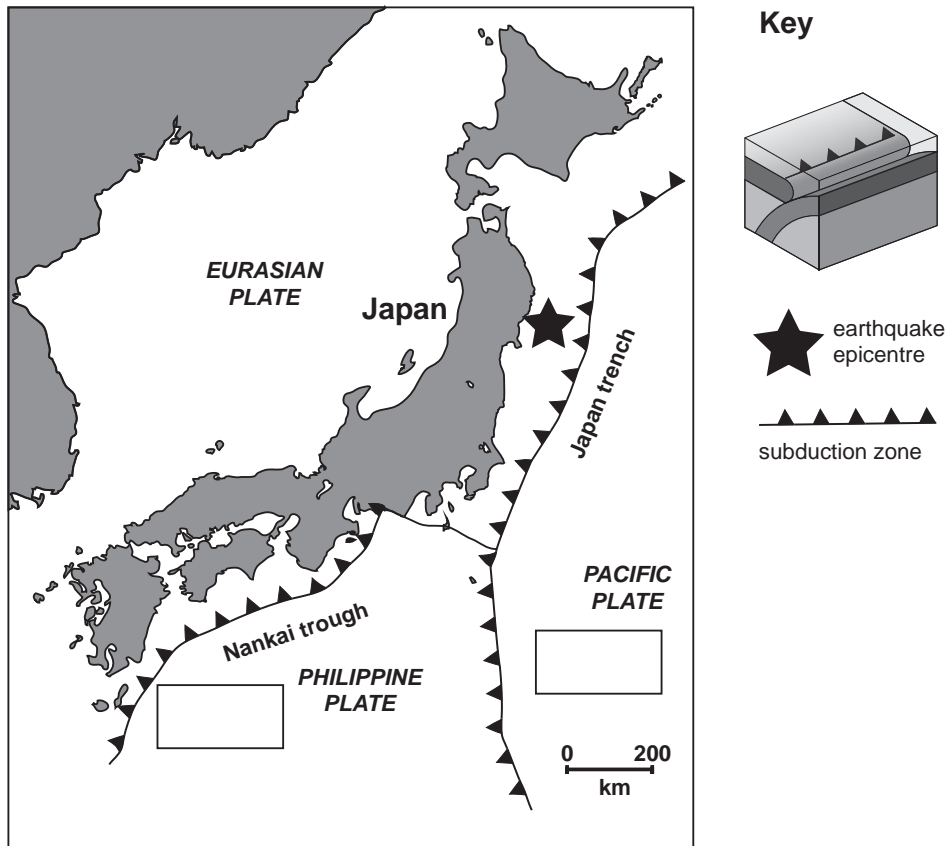 Key
EURASIAN
PLATE
Japan
earthquake
epicentre
Japan trench
subduction zone
PACIFIC
PLATE
Nankai trough
PHILIPPINE
PLATE
0 200
km